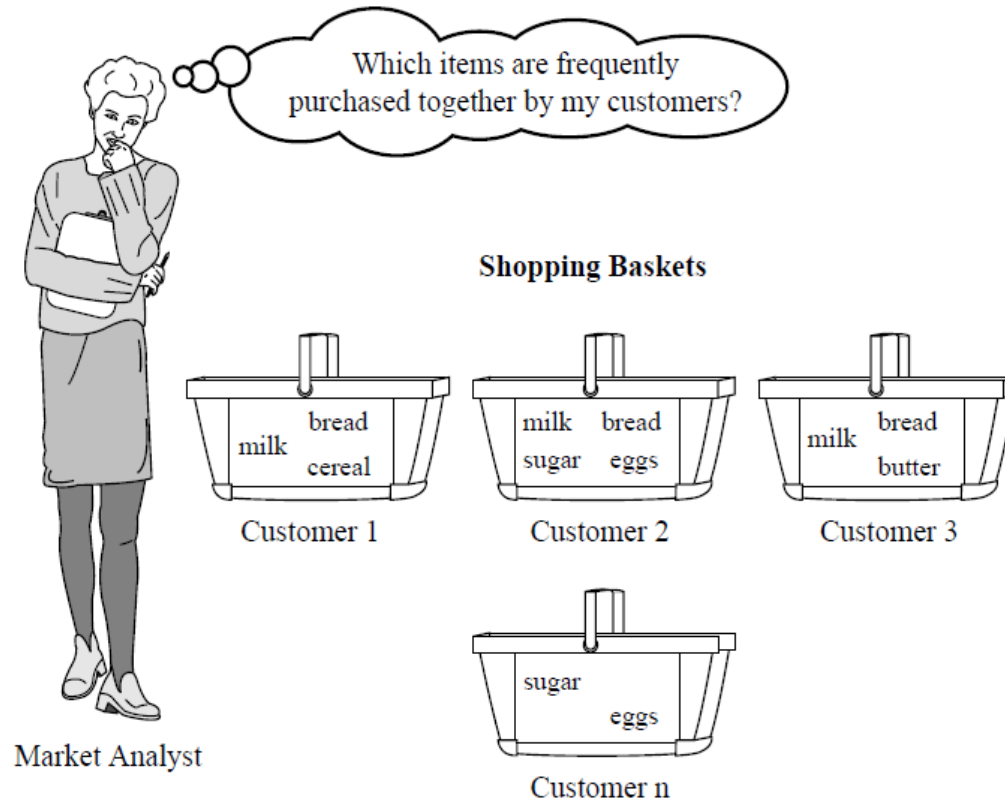 Which items are frequently
purchased together by my customers?
Shopping Baskets
milk
bread
cereal
Customer 1
milk bread
sugar eggs
Customer 2
milk
bread
butter
Customer 3
sugar
eggs
Customer n
Market Analyst